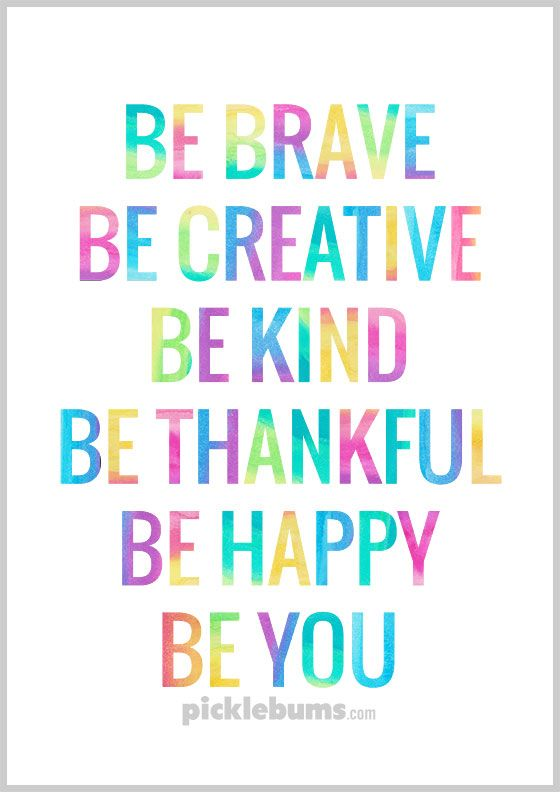 BE BRAVE
BE CREATIVE
BE KIND
BE THANKFUL
BE HAPPY
BE YOU
picklebums.com